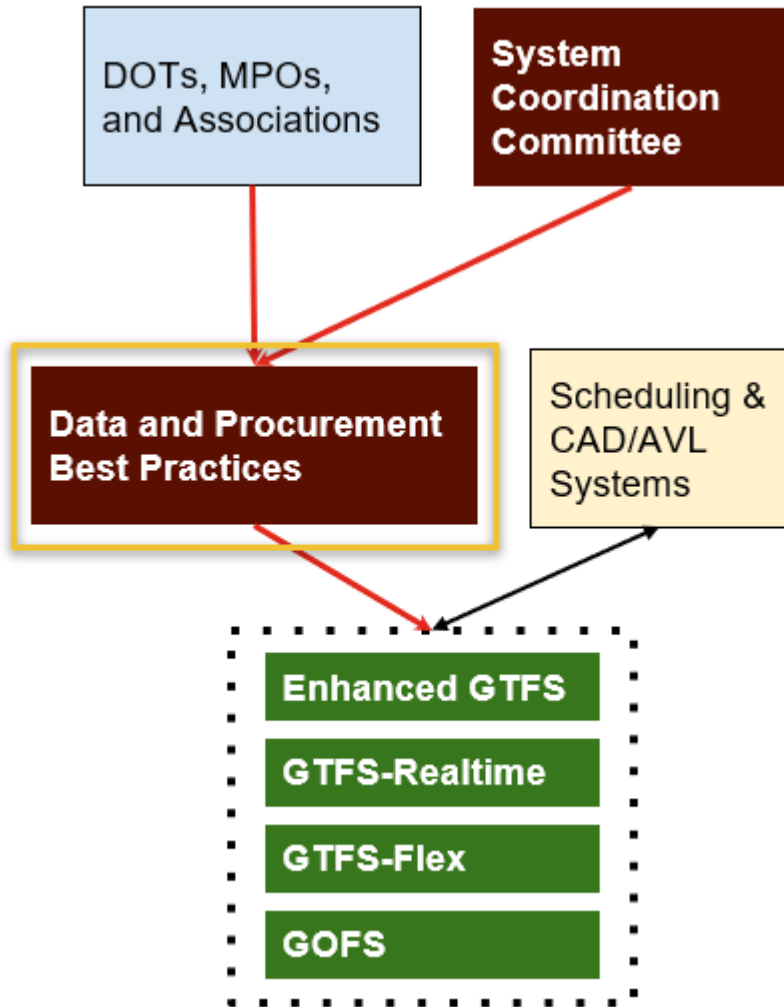 DOTs, MPOs,
and Associations
System
Coordination
Committee
Data and Procurement
Best Practices
Scheduling &
CAD/AVL
Systems
Enhanced GTFS
GTFS-Realtime
GTFS-Flex
GOFS